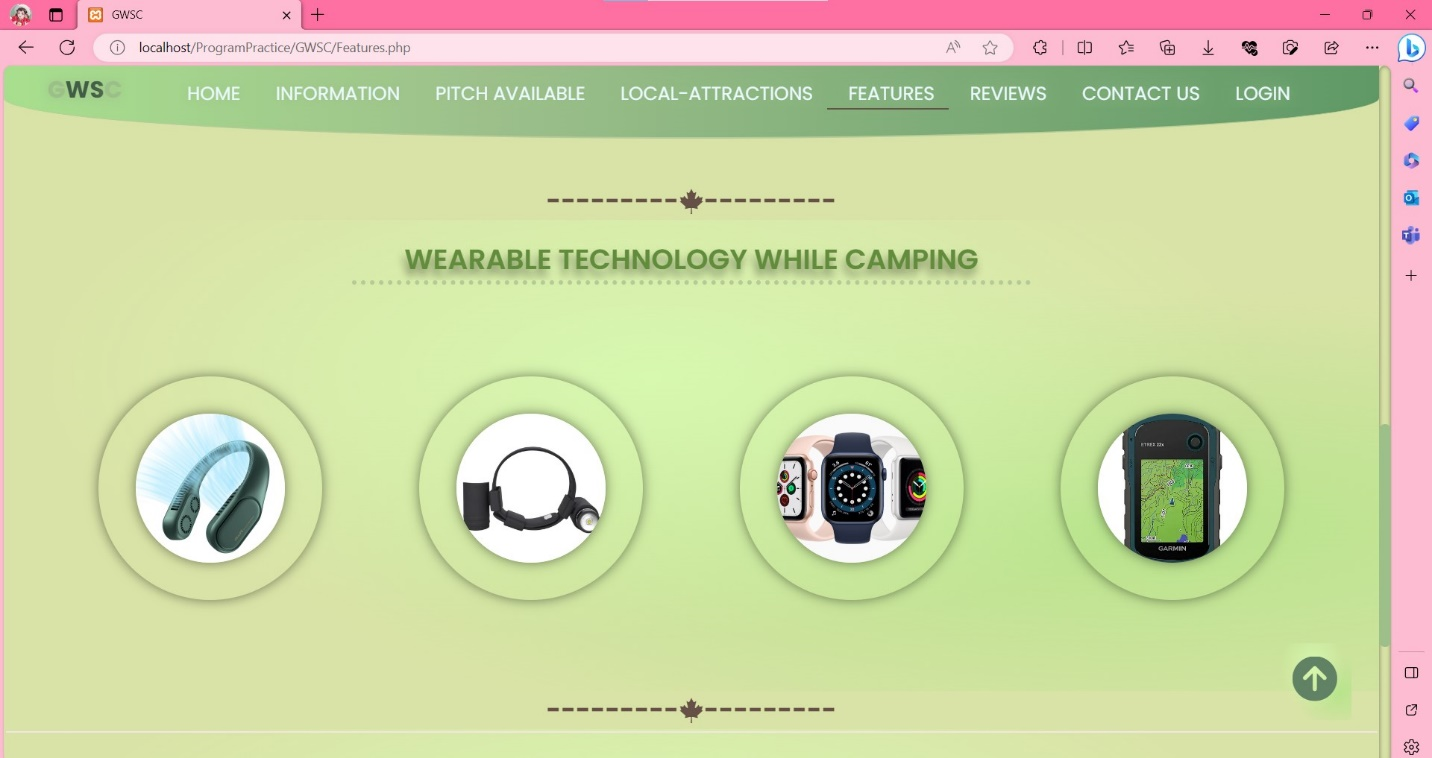 GWSC
localhost/ProgramPractice/GWSC/Features.php
GWSC
HOME
INFORMATION
PITCH AVAILABLE
LOCAL-ATTRACTIONS
FEATURES
REVIEWS
CONTACT US
LOGIN
WEARABLE TECHNOLOGY WHILE CAMPING
GARMIN